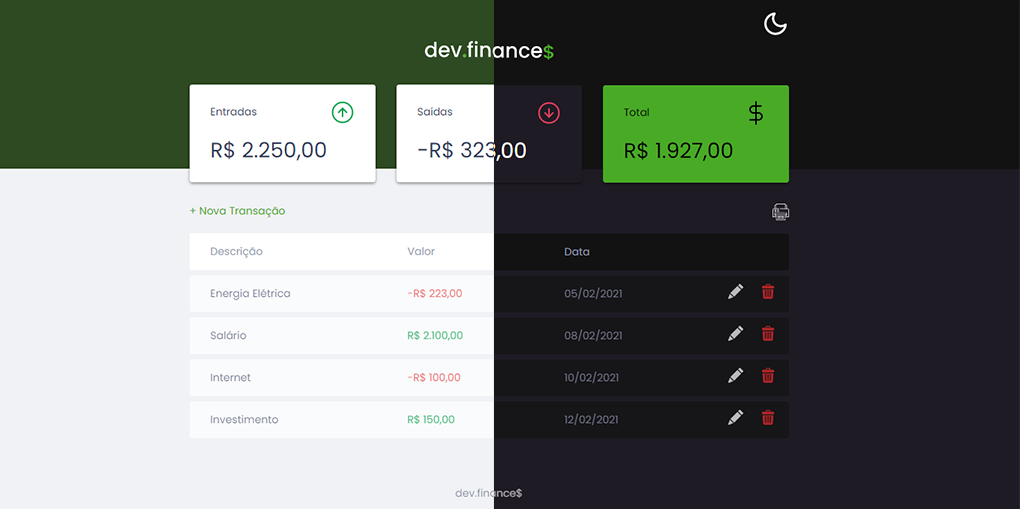 dev.finance$
Entradas
R$ 2.250,00
Saídas
-R$ 323,00
Total
$
R$ 1.927,00
+ Nova Transação
Descrição Valor Data
Energia Elétrica -R$ 223,00 05/02/2021
Salário R$ 2.100,00 08/02/2021
Internet -R$ 100,00 10/02/2021
Investimento R$ 150,00 12/02/2021
dev.finance$